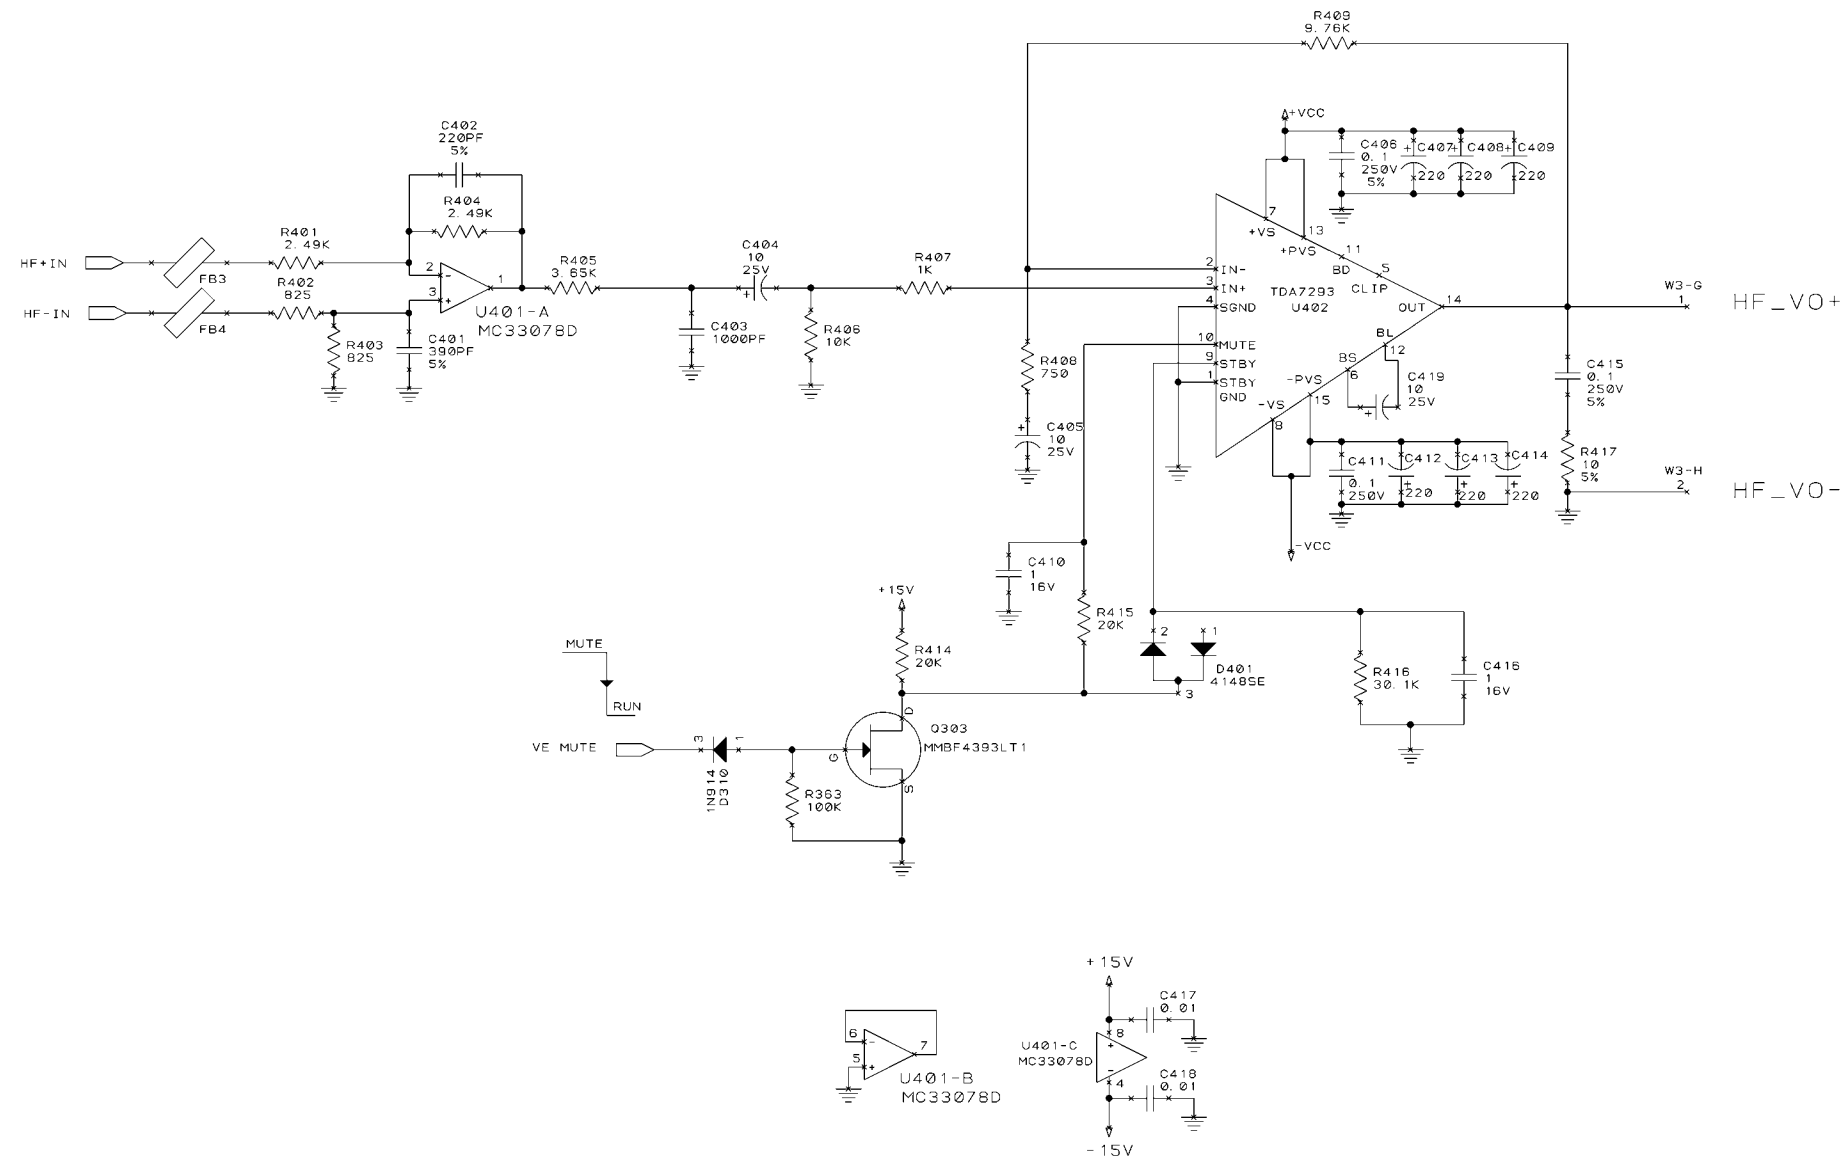 R409
9.76K
+VCC
C406
0.1
250V
5%
+ C407
220
+ C408
220
+ C409
220
C402
220PF
5%
R404
2.49K
HF+IN
FB3
R401
2.49K
HF-IN
FB4
R402
825
R403
825
C401
390PF
5%
2
-
3
+
1
U401-A
MC33078D
R405
3.65K
C403
1000PF
C404
10
25V
+
R406
10K
R407
1K
2
IN-
3
IN+
4
SGND
10
MUTE
9
STBY
1
STBY
GND
TDA7293
U402
7
+VS
13
+PVS
11
BD
5
CLIP
OUT
14
BL
12
BS
6
-PVS
15
-VS
8
C419
10
25V
+
R408
750
+
C405
10
25V
C411
0.1
250V
C412
+
220
C413
+
220
C414
+
220
-VCC
C415
0.1
250V
5%
R417
10
5%
W3-G
1
HF_VO+
W3-H
2
HF_VO-
C410
1
16V
R415
20K
+15V
R414
20K
2
1
D401
4148SE
3
R416
30.1K
C416
1
16V
MUTE
RUN
VE MUTE
3
1
1N914
D310
R363
100K
G
D
S
Q303
MMBF4393LT1
6
-
5
+
7
U401-B
MC33078D
+15V
8
+
-
4
U401-C
MC33078D
C417
0.01
C418
0.01
-15V